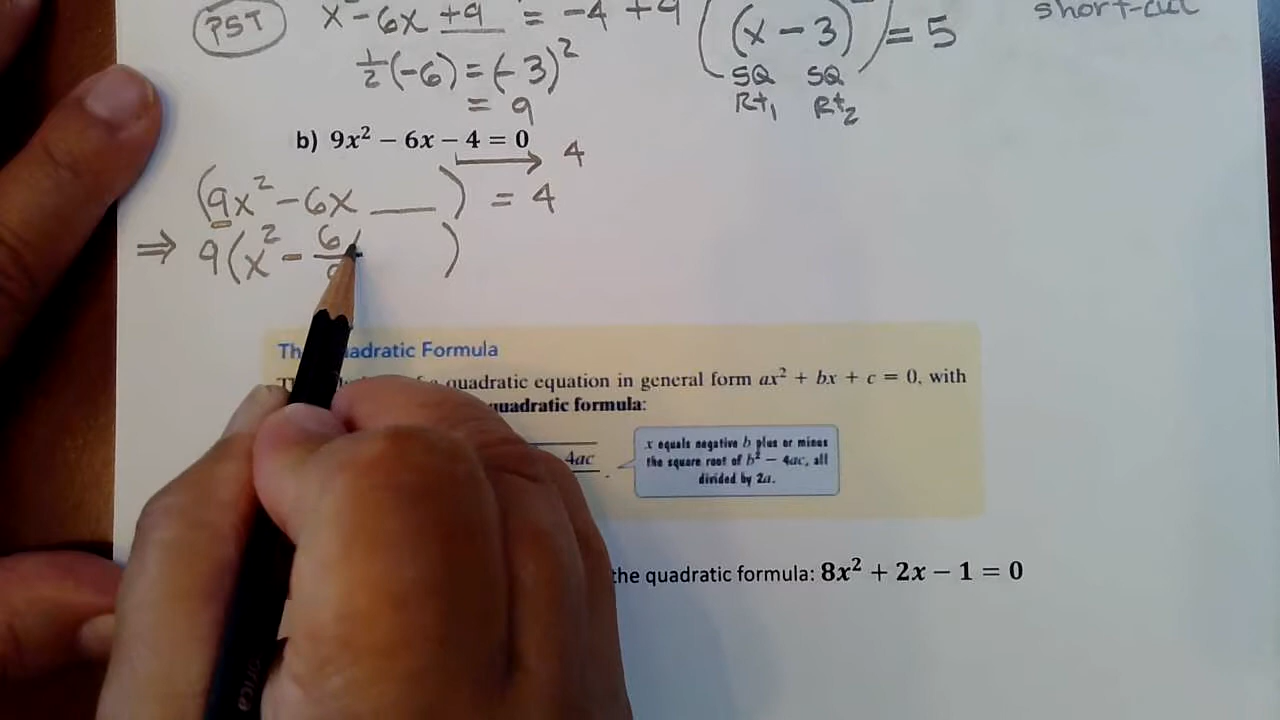 PST x² - 6x +9 = -4 +9 (x - 3)² = 5 short-cut
½(-6) = (-3)² SQ SQ
= 9 Rt₁ Rt₂
b) 9x² − 6x − 4 = 0 4
(9x² - 6x ___) = 4
⇒ 9(x² - 6 )
quadratic Formula
quadratic equation in general form ax² + bx + c = 0, with
quadratic formula:
4ac .
x equals negative b plus or minus
the square root of b² − 4ac, all
divided by 2a.
the quadratic formula: 8x² + 2x − 1 = 0